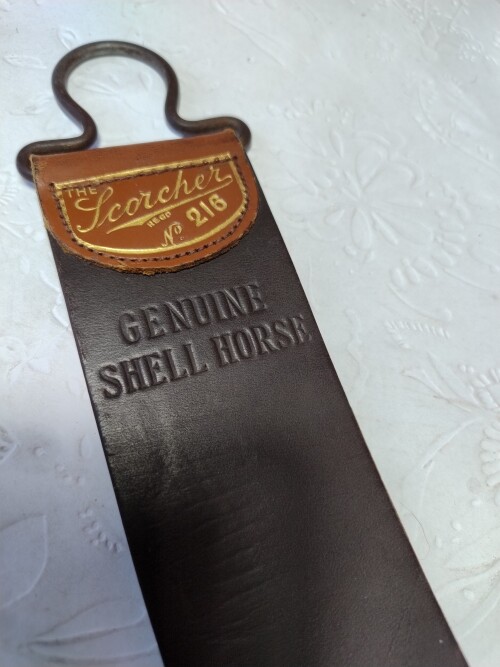 THE
Scorcher
REGD
No 216
GENUINE
SHELL HORSE